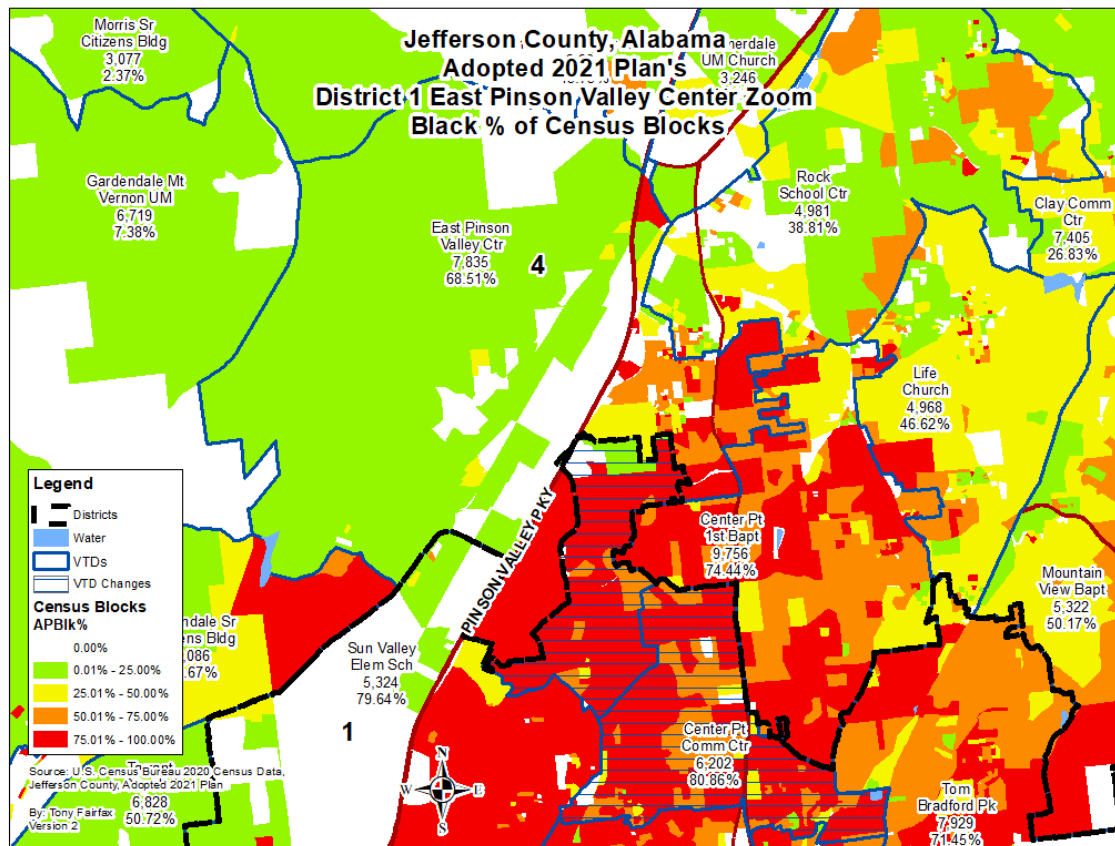 Morris Sr
Citizens Bldg
3,077
2.37%
Jefferson County, Alabama
Adopted 2021 Plan's
District 1 East Pinson Valley Center Zoom
Black % of Census Blocks
UM Church
3,246
Gardendale Mt
Vernon UM
6,719
7.38%
East Pinson
Valley Ctr
7,835
68.51%
4
Rock
School Ctr
4,981
38.81%
Clay Comm
Ctr
7,405
26.83%
Life
Church
4,968
46.62%
PINSON VALLEY PKY
Center Pt
1st Bapt
9,756
74.44%
Mountain
View Bapt
5,322
50.17%
Sun Valley
Elem Sch
5,324
79.64%
1
Center Pt
Comm Ctr
6,202
80.86%
Tom
Bradford Pk
7,929
71.45%
Legend
Districts
Water
VTDs
VTD Changes
Census Blocks
APBlk%
0.00%
0.01% - 25.00%
25.01% - 50.00%
50.01% - 75.00%
75.01% - 100.00%
Source: U.S. Census Bureau 2020 Census Data,
Jefferson County, Adopted 2021 Plan
By: Tony Fairfax
Version 2
6,828
50.72%
N
W
E
S